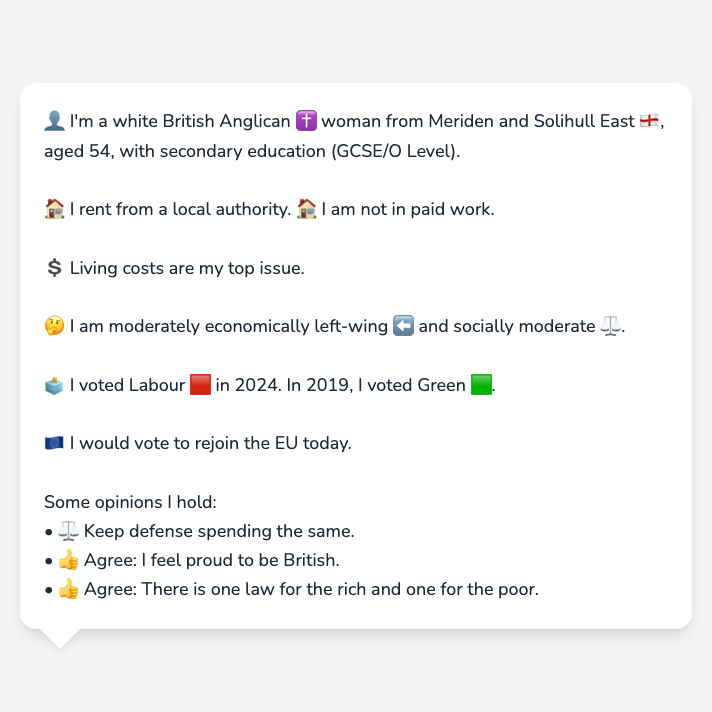 👤 I'm a white British Anglican ✝️ woman from Meriden and Solihull East 🏴󠁧󠁢󠁥󠁮󠁧󠁿,
aged 54, with secondary education (GCSE/O Level).
🏠 I rent from a local authority. 🏠 I am not in paid work.
💲 Living costs are my top issue.
🤔 I am moderately economically left-wing ⬅️ and socially moderate ⚖️.
🗳️ I voted Labour 🟥 in 2024. In 2019, I voted Green 🟩.
🇪🇺 I would vote to rejoin the EU today.
Some opinions I hold:
• ⚖️ Keep defense spending the same.
• 👍 Agree: I feel proud to be British.
• 👍 Agree: There is one law for the rich and one for the poor.